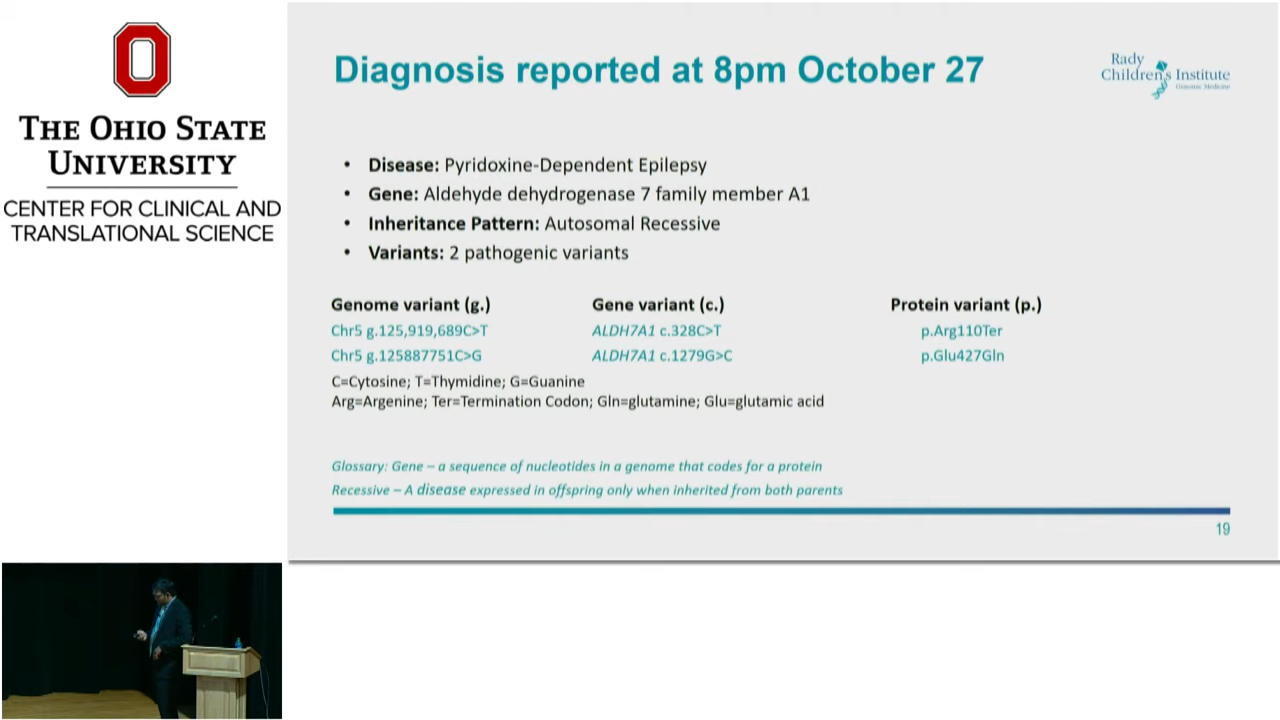 THE OHIO STATE
UNIVERSITY
CENTER FOR CLINICAL AND
TRANSLATIONAL SCIENCE
Diagnosis reported at 8pm October 27
Rady
Children's Institute
Genomic Medicine
• Disease: Pyridoxine-Dependent Epilepsy
• Gene: Aldehyde dehydrogenase 7 family member A1
• Inheritance Pattern: Autosomal Recessive
• Variants: 2 pathogenic variants
Genome variant (g.) Gene variant (c.) Protein variant (p.)
Chr5 g.125,919,689C>T ALDH7A1 c.328C>T p.Arg110Ter
Chr5 g.125887751C>G ALDH7A1 c.1279G>C p.Glu427Gln
C=Cytosine; T=Thymidine; G=Guanine
Arg=Argenine; Ter=Termination Codon; Gln=glutamine; Glu=glutamic acid
Glossary: Gene – a sequence of nucleotides in a genome that codes for a protein
Recessive – A disease expressed in offspring only when inherited from both parents
19